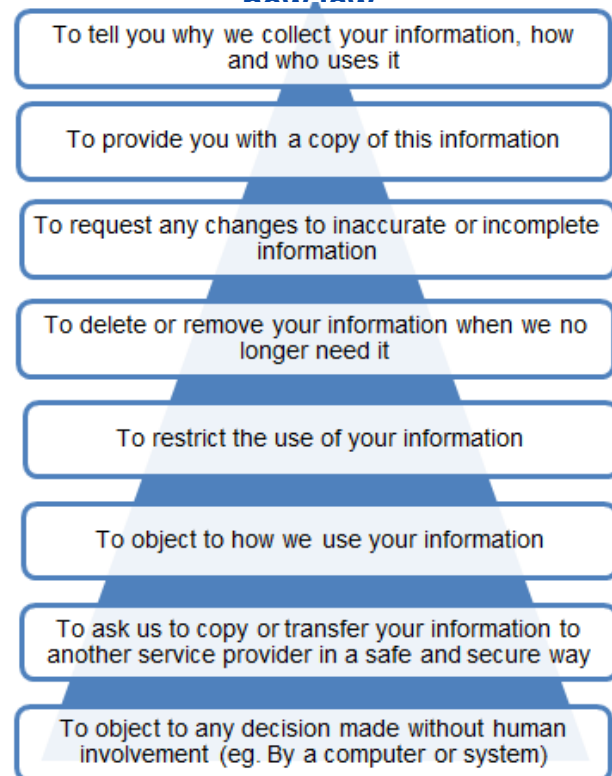 To tell you why we collect your information, how
and who uses it
To provide you with a copy of this information
To request any changes to inaccurate or incomplete
information
To delete or remove your information when we no
longer need it
To restrict the use of your information
To object to how we use your information
To ask us to copy or transfer your information to
another service provider in a safe and secure way
To object to any decision made without human
involvement (eg. By a computer or system)